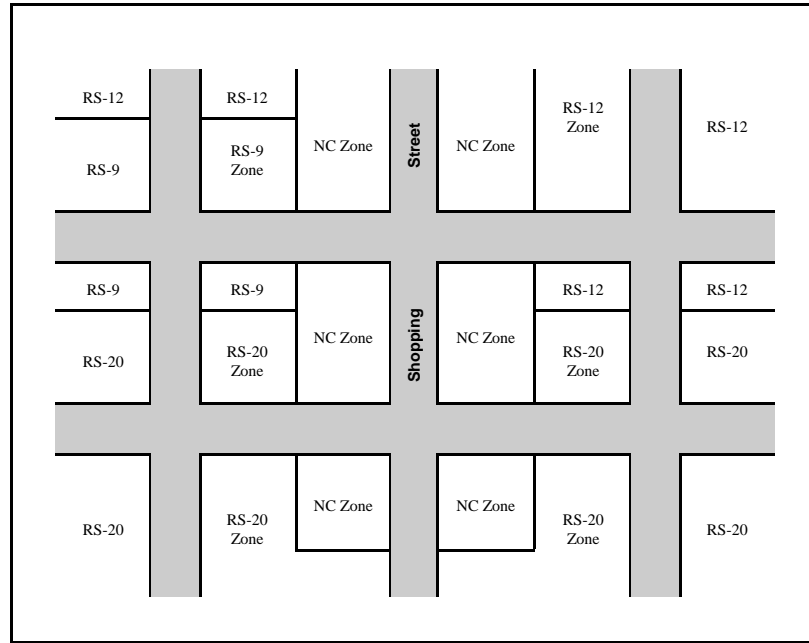 RS-12
RS-12
RS-12
Zone
RS-12
RS-9
RS-9
Zone
NC Zone
Street
NC Zone
RS-9
RS-9
NC Zone
Shopping
NC Zone
RS-12
RS-12
RS-20
RS-20
Zone
RS-20
Zone
RS-20
RS-20
RS-20
Zone
NC Zone
NC Zone
RS-20
Zone
RS-20